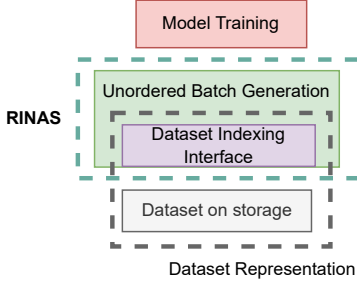 Model Training
Unordered Batch Generation
RINAS
Dataset Indexing
Interface
Dataset on storage
Dataset Representation